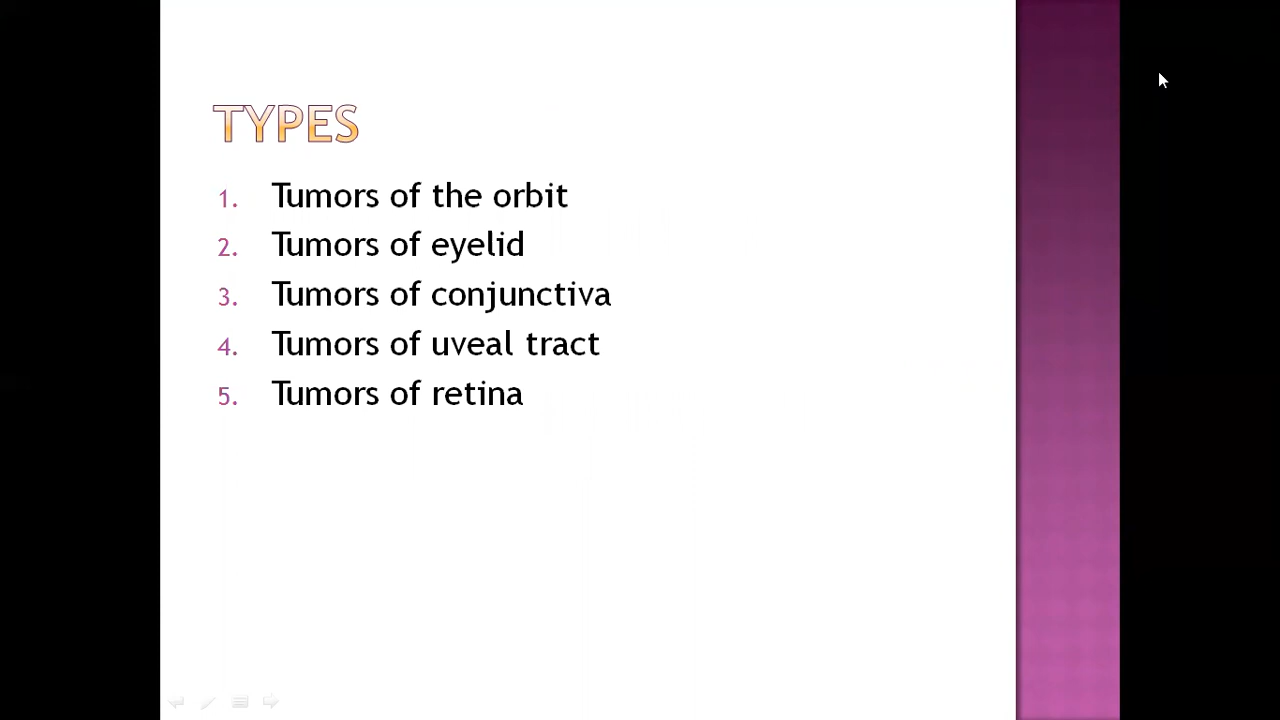 TYPES
1. Tumors of the orbit
2. Tumors of eyelid
3. Tumors of conjunctiva
4. Tumors of uveal tract
5. Tumors of retina